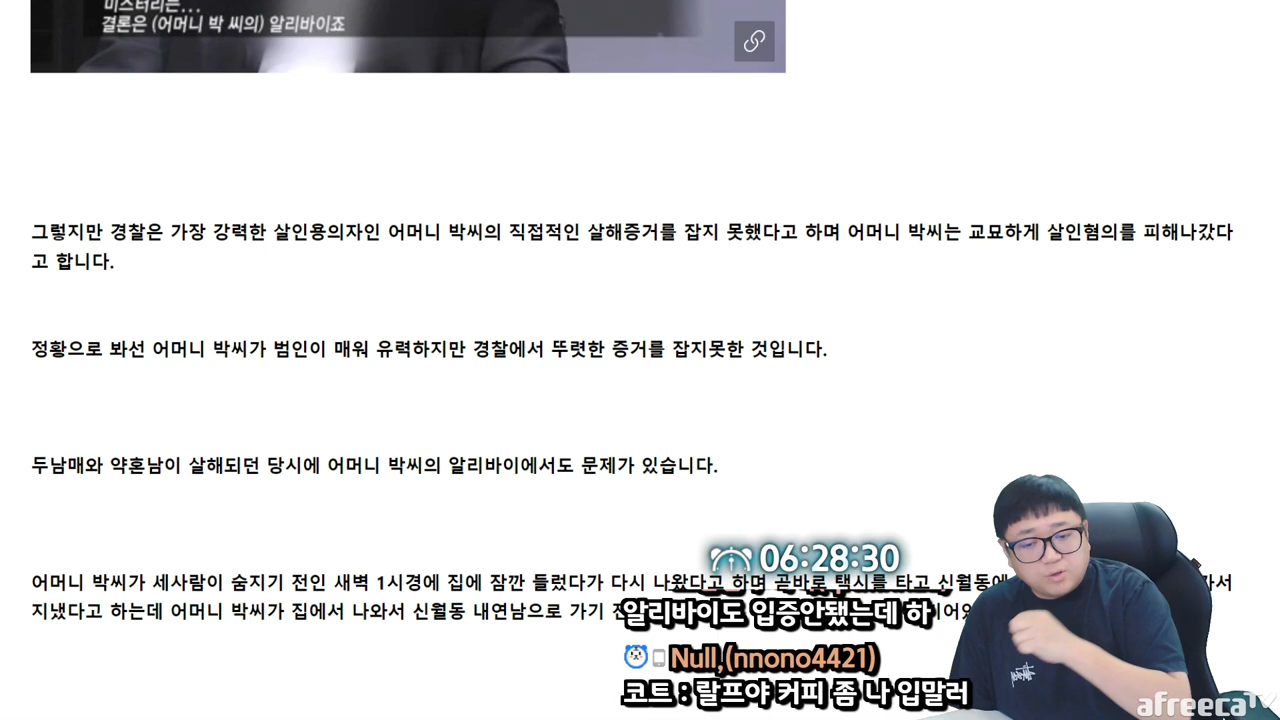 미스터리는...
결론은 (어머니 박 씨의) 알리바이죠
그렇지만 경찰은 가장 강력한 살인용의자인 어머니 박씨의 직접적인 살해증거를 잡지 못했다고 하며 어머니 박씨는 교묘하게 살인혐의를 피해나갔다
고 합니다.
정황으로 봐선 어머니 박씨가 범인이 매워 유력하지만 경찰에서 뚜렷한 증거를 잡지못한 것입니다.
두남매와 약혼남이 살해되던 당시에 어머니 박씨의 알리바이에서도 문제가 있습니다.
06:28:30
어머니 박씨가 세사람이 숨지기 전인 새벽 1시경에 집에 잠깐 들렀다가 다시 나왔다고 하며 곧바로 택시를 타고 신월동에
지냈다고 하는데 어머니 박씨가 집에서 나와서 신월동 내연남으로 가기
알리바이도 입증안됐는데 하
Null,(nnono4421)
코트 : 랄프야 커피 좀 나 입말러
afreecaTV